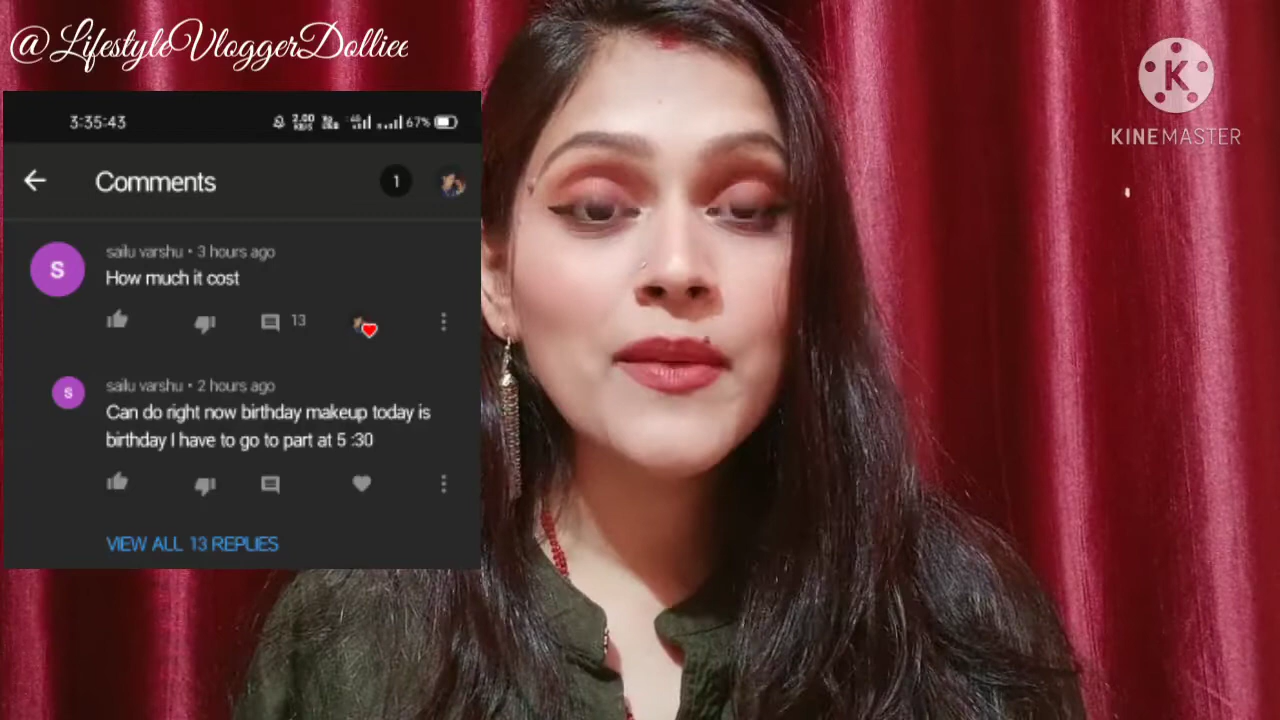 @LifestyleVloggerDolliee
K
KINEMASTER
3:35:43
67%
Comments
1
S
sailu varshu • 3 hours ago
How much it cost
13
S
sailu varshu • 2 hours ago
Can do right now birthday makeup today is
birthday I have to go to part at 5 :30
VIEW ALL 13 REPLIES